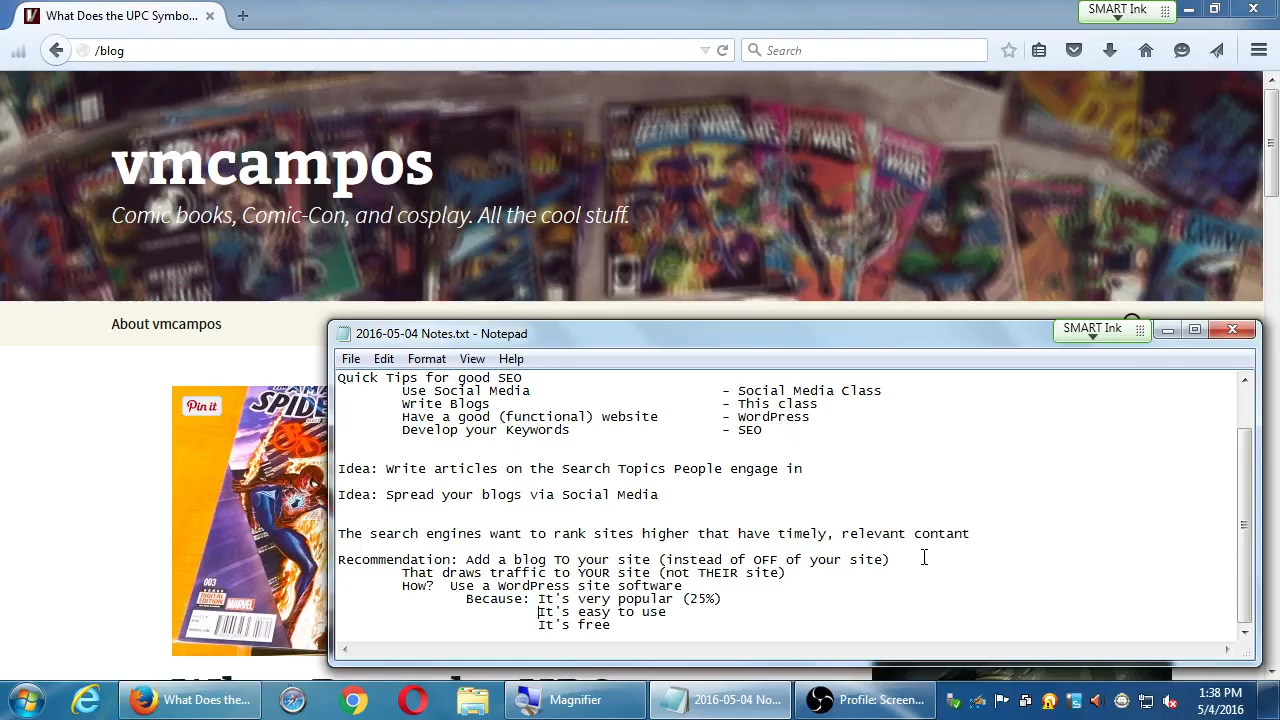 What Does the UPC Symbo...
SMART Ink
/blog
Search
vmcampos
Comic books, Comic-Con, and cosplay. All the cool stuff.
About vmcampos
Pin it
SPIDER
003
DIGITAL EDITION
MARVEL
2016-05-04 Notes.txt - Notepad
SMART Ink
File Edit Format View Help
Quick Tips for good SEO
Use Social Media - Social Media Class
Write Blogs - This Class
Have a good (functional) website - WordPress
Develop your Keywords - SEO
Idea: Write articles on the Search Topics People engage in
Idea: Spread your blogs via Social Media
The search engines want to rank sites higher that have timely, relevant contant
Recommendation: Add a blog TO your site (instead of OFF of your site)
That draws traffic to YOUR site (not THEIR site)
How? Use a WordPress site software
Because: It's very popular (25%)
It's easy to use
It's free
What Does the...
Magnifier
2016-05-04 No...
Profile: Screen...
1:38 PM
5/4/2016